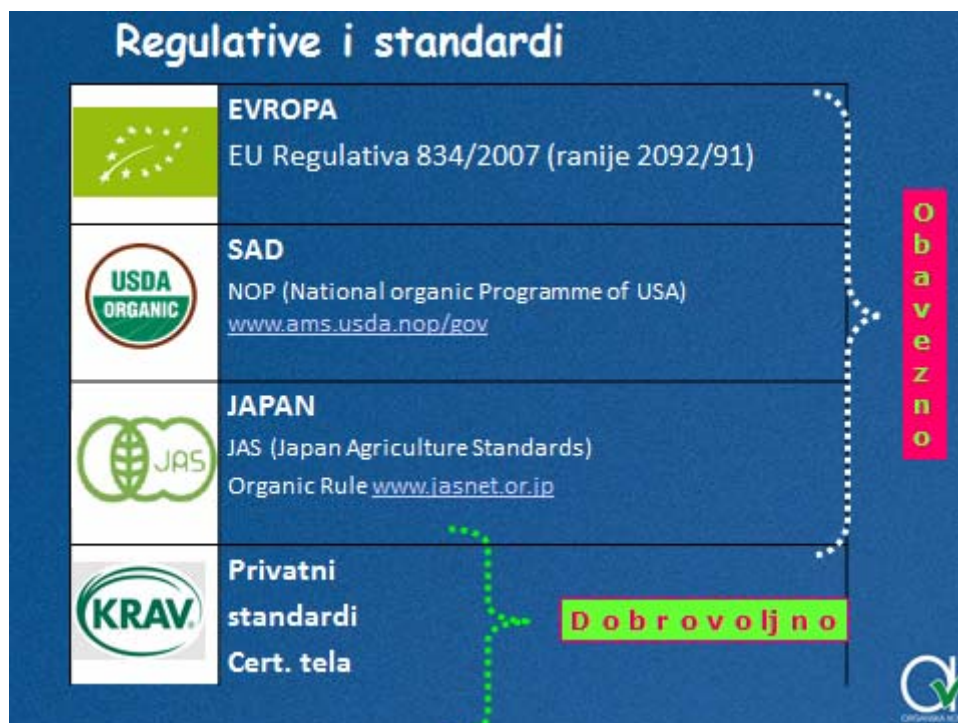 Regulative i standardi
EVROPA
EU Regulativa 834/2007 (ranije 2092/91)
USDA
ORGANIC
SAD
NOP (National organic Programme of USA)
www.ams.usda.nop/gov
JAS
JAPAN
JAS (Japan Agriculture Standards)
Organic Rule www.jasnet.or.jp
KRAV
Privatni
standardi
Cert. tela
Dobrovoljno
Obavezno